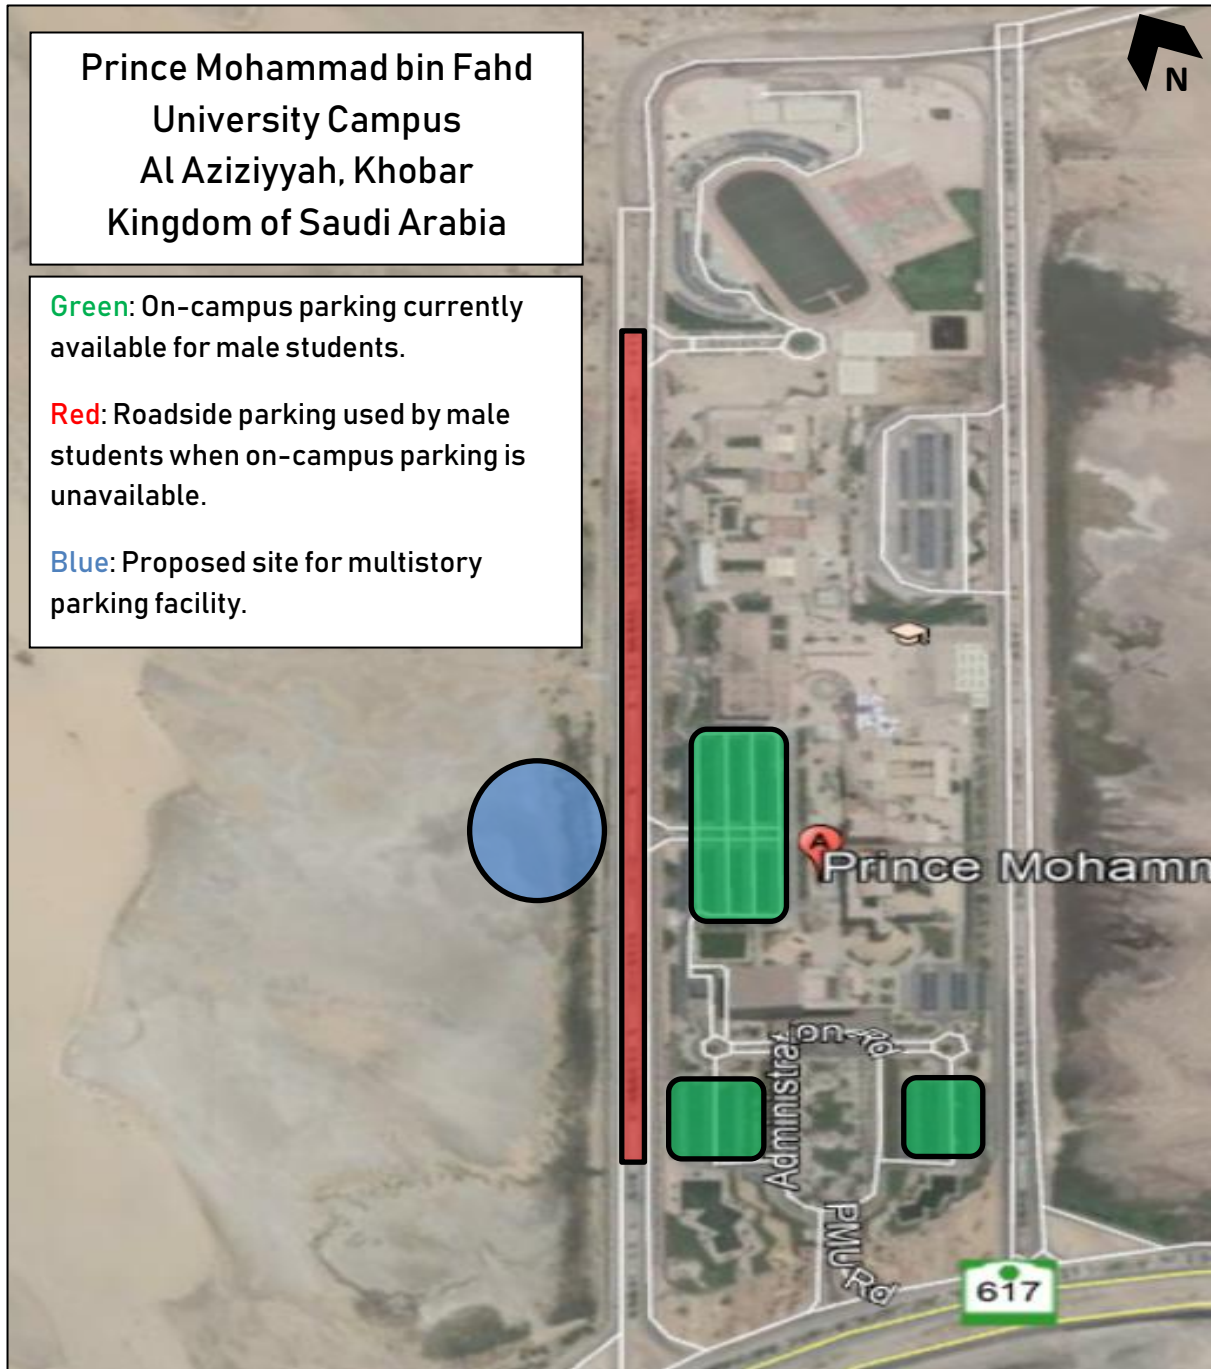 Prince Mohammad bin Fahd
University Campus
Al Aziziyyah, Khobar
Kingdom of Saudi Arabia
N
Green: On-campus parking currently
available for male students.
Red: Roadside parking used by male
students when on-campus parking is
unavailable.
Blue: Proposed site for multistory
parking facility.
A
Prince Mohamm
Administrat
on Rd
PMU Rd
617